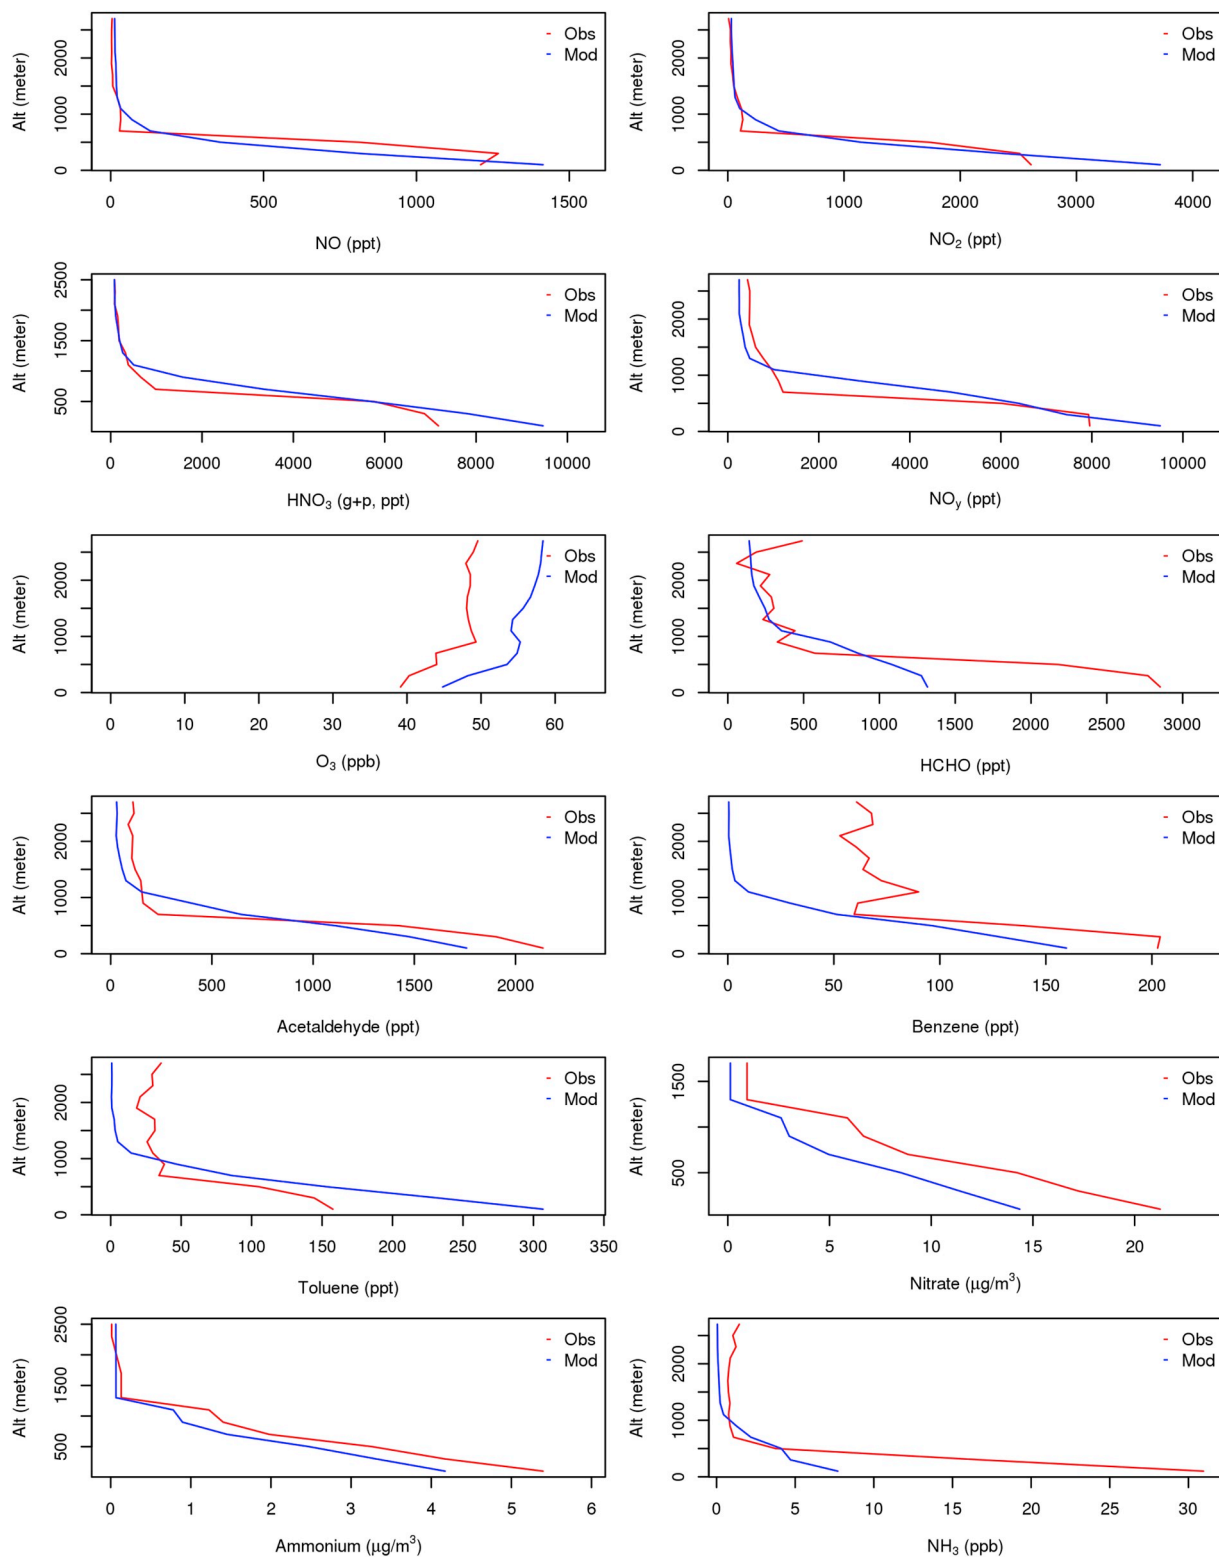 Alt (meter)
0 1000 2000
Obs
Mod
0 500 1000 1500
NO (ppt)
Alt (meter)
0 1000 2000
Obs
Mod
0 1000 2000 3000 4000
NO₂ (ppt)
Alt (meter)
500 1500 2500
Obs
Mod
0 2000 4000 6000 8000 10000
HNO₃ (g+p, ppt)
Alt (meter)
0 1000 2000
Obs
Mod
0 2000 4000 6000 8000 10000
NOy (ppt)
Alt (meter)
0 1000 2000
Obs
Mod
0 10 20 30 40 50 60
O₃ (ppb)
Alt (meter)
0 1000 2000
Obs
Mod
0 500 1000 1500 2000 2500 3000
HCHO (ppt)
Alt (meter)
0 1000 2000
Obs
Mod
0 500 1000 1500 2000
Acetaldehyde (ppt)
Alt (meter)
0 1000 2000
Obs
Mod
0 50 100 150 200
Benzene (ppt)
Alt (meter)
0 1000 2000
Obs
Mod
0 50 100 150 200 250 300 350
Toluene (ppt)
Alt (meter)
500 1500
Obs
Mod
0 5 10 15 20
Nitrate (μg/m³)
Alt (meter)
500 1500 2500
Obs
Mod
0 1 2 3 4 5 6
Ammonium (μg/m³)
Alt (meter)
0 1000 2000
Obs
Mod
0 5 10 15 20 25 30
NH₃ (ppb)